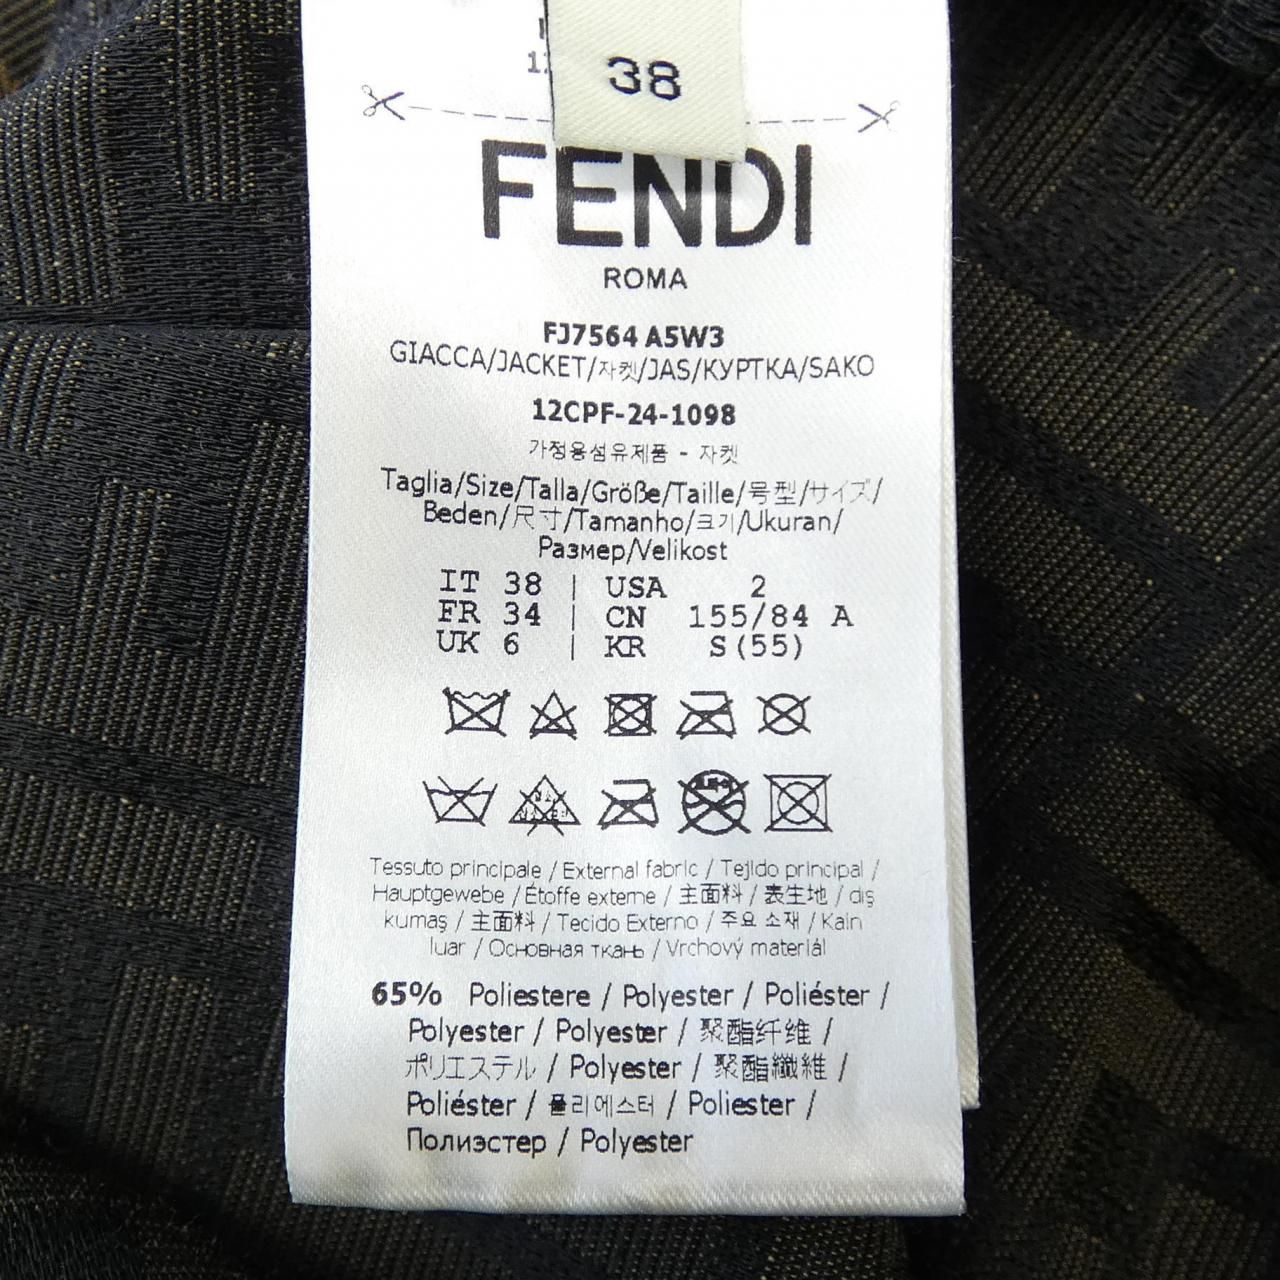 38
FENDI
ROMA
FJ7564 A5W3
GIACCA/JACKET/자켓/JAS/КУРТКА/SAKO
12CPF-24-1098
가정용섬유제품 - 자켓
Taglia/Size/Talla/Größe/Taille/号型/サイズ/
Beden/尺寸/Tamanho/크기/Ukuran/
Размер/Velikost
IT 38 | USA 2
FR 34 | CN 155/84 A
UK 6 | KR S(55)
Tessuto principale / External fabric / Tejido principal /
Hauptgewebe / Étoffe externe / 主面料 / 表生地 / dış
kumaş / 主面料 / Tecido Externo / 주요 소재 / Kain
luar / Основная ткань / Vrchový materiál
65% Poliestere / Polyester / Poliéster /
Polyester / Polyester / 聚酯纤维 /
ポリエステル / Polyester / 聚酯纖維 /
Poliéster / 폴리에스터 / Poliester /
Полиэстер / Polyester